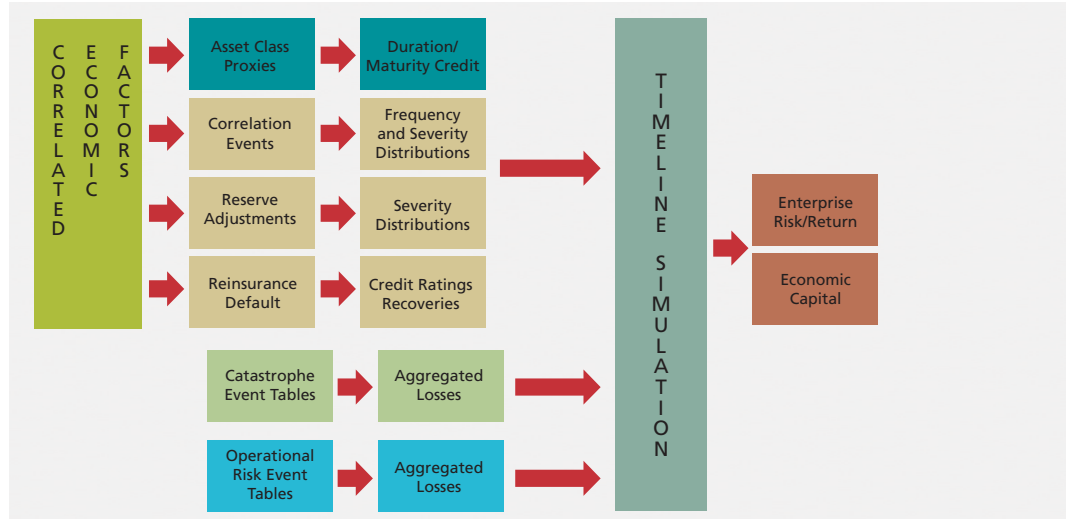 CORRELATED
ECONOMIC
FACTORS
Asset Class
Proxies
Duration/
Maturity Credit
Correlation
Events
Frequency
and Severity
Distributions
Reserve
Adjustments
Severity
Distributions
Reinsurance
Default
Credit Ratings
Recoveries
Catastrophe
Event Tables
Aggregated
Losses
Operational
Risk Event
Tables
Aggregated
Losses
TIMELINE SIMULATION
Enterprise
Risk/Return
Economic
Capital